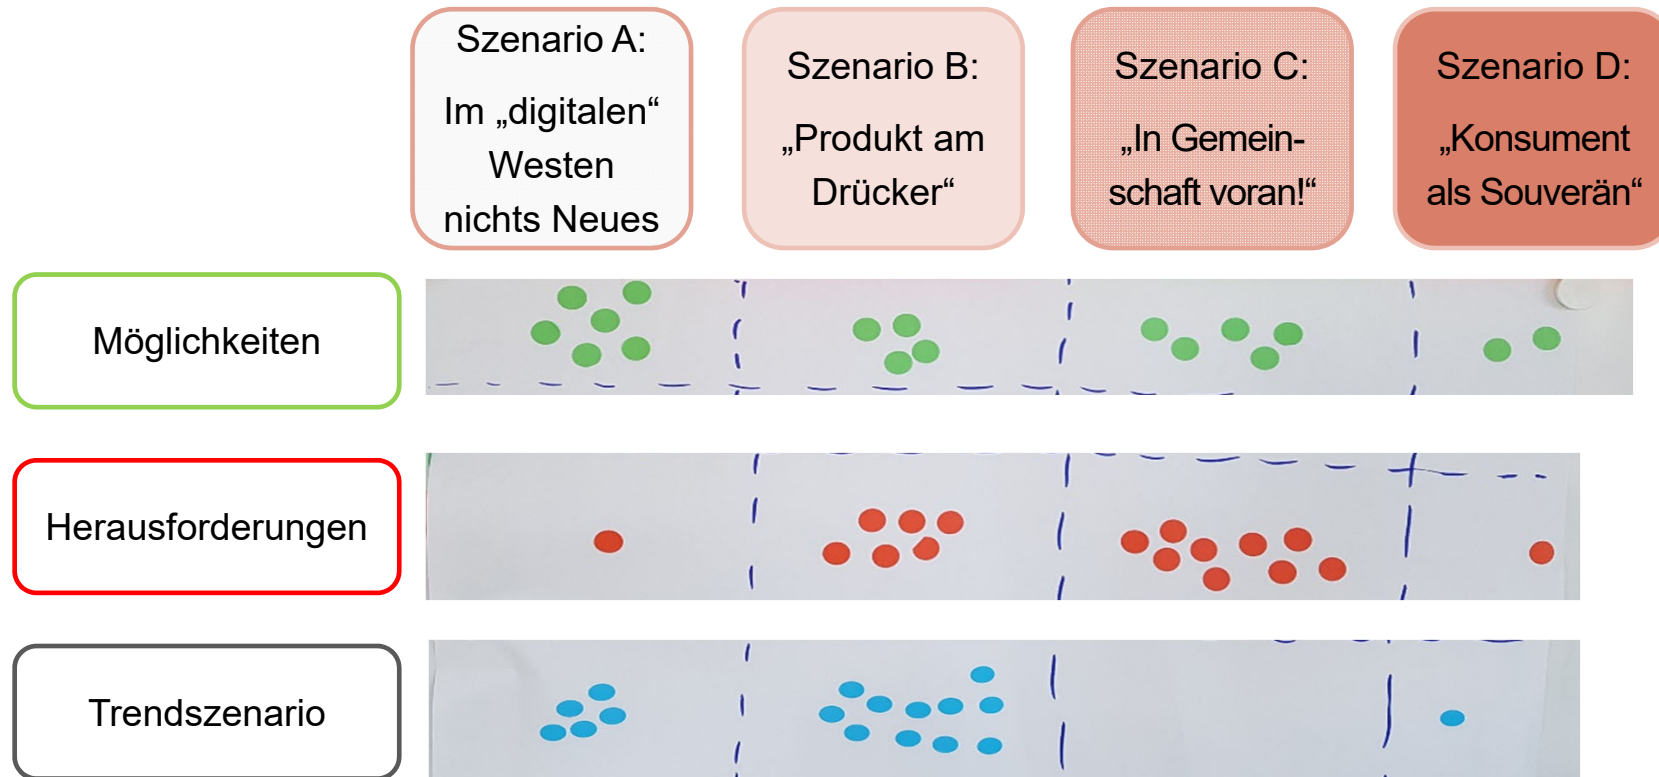 Szenario A:
Im „digitalen“
Westen
nichts Neues
Szenario B:
„Produkt am
Drücker“
Szenario C:
„In Gemein-
schaft voran!“
Szenario D:
„Konsument
als Souverän“
Möglichkeiten
Herausforderungen
Trendszenario